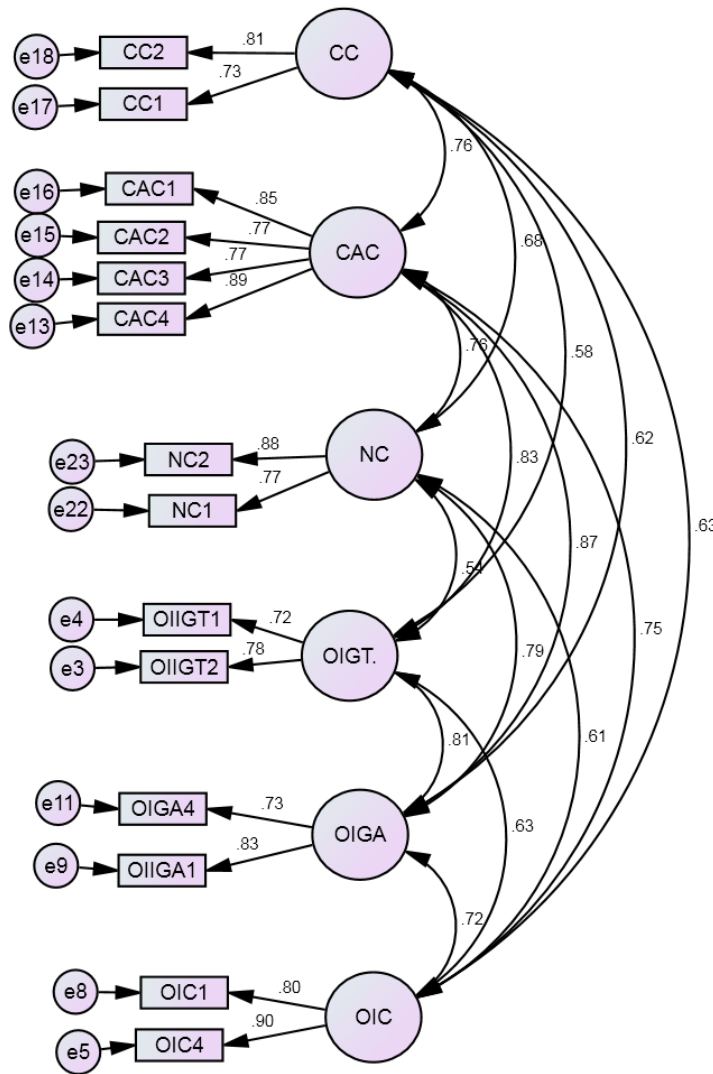 e18
CC2
.81
CC
e17
CC1
.73
.76
e16
CAC1
.85
e15
CAC2
.77
CAC
e14
CAC3
.77
e13
CAC4
.89
.68
.76
.58
.62
.83
.87
.63
e23
NC2
.88
NC
e22
NC1
.77
.54
.79
.75
e4
OIIGT1
.72
OIGT.
e3
OIIGT2
.78
.81
.61
.63
e11
OIGA4
.73
OIGA
e9
OIIGA1
.83
.72
e8
OIC1
.80
OIC
e5
OIC4
.90